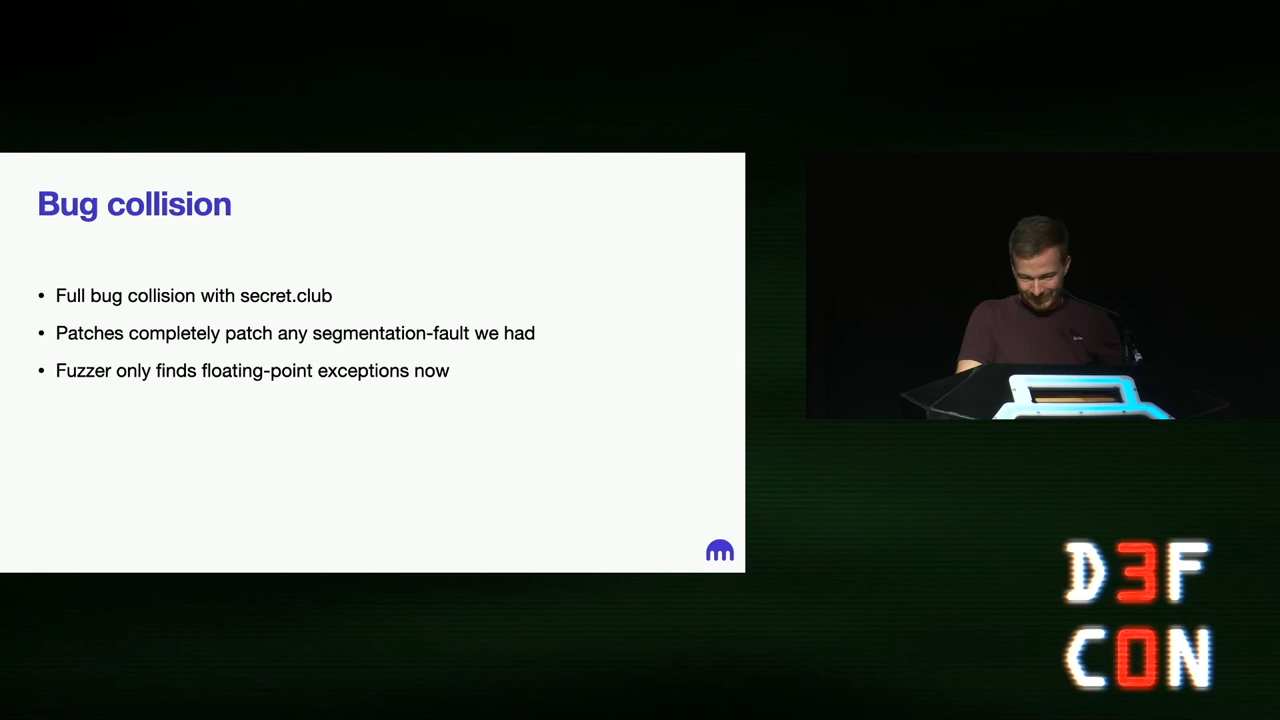 Bug collision
• Full bug collision with secret.club
• Patches completely patch any segmentation-fault we had
• Fuzzer only finds floating-point exceptions now
D3F
C0N